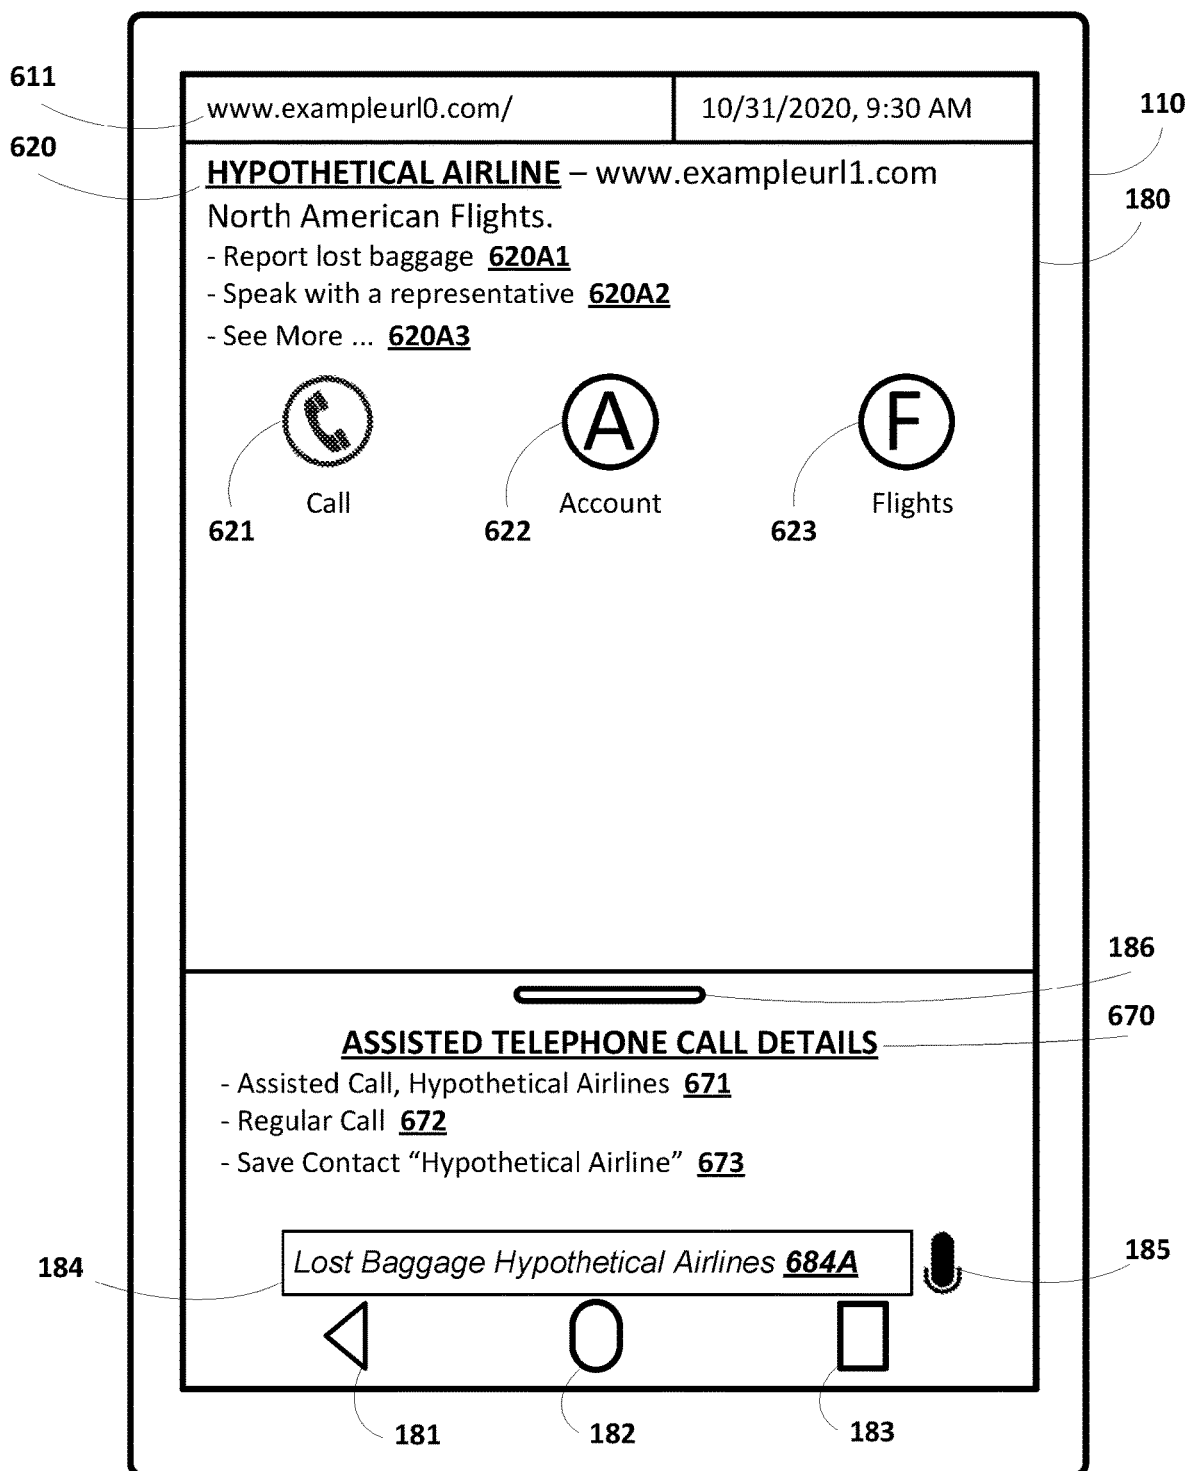 611
www.exampleurl0.com/ 10/31/2020, 9:30 AM
110
620
HYPOTHETICAL AIRLINE – www.exampleurl1.com
180
North American Flights.
- Report lost baggage 620A1
- Speak with a representative 620A2
- See More ... 620A3
A F
Call Account Flights
621 622 623
186
670
ASSISTED TELEPHONE CALL DETAILS
- Assisted Call, Hypothetical Airlines 671
- Regular Call 672
- Save Contact “Hypothetical Airline” 673
184 Lost Baggage Hypothetical Airlines 684A 185
181 182 183